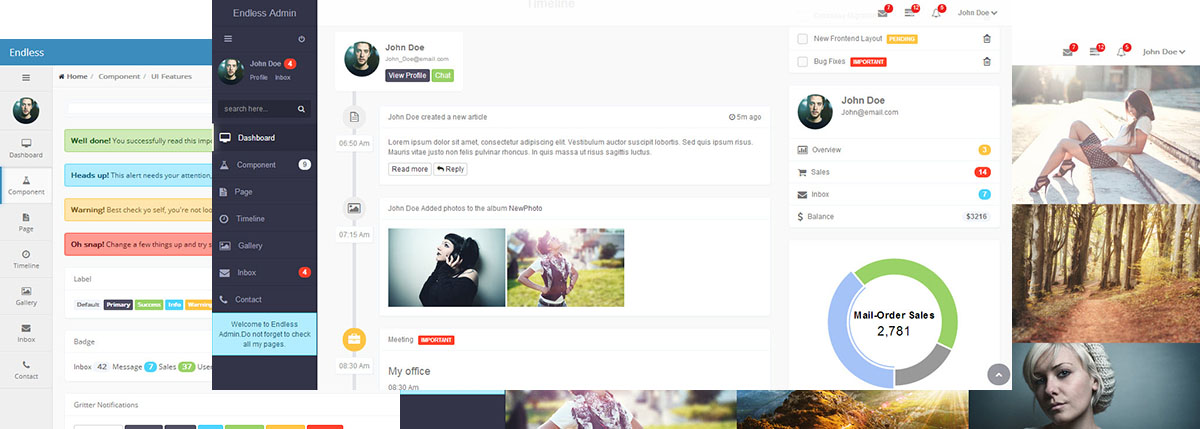 Endless
Home / Component / UI Features
Dashboard
Component
Page
Timeline
Gallery
Inbox
Contact
Well done! You successfully read this impo
Heads up! This alert needs your attention,
Warning! Best check yo self, you're not loo
Oh snap! Change a few things up and try s
Label
Default Primary Success Info Warning
Badge
Inbox 42 Message 7 Sales 37 User
Gritter Notifications
Endless Admin
John Doe 4
Profile Inbox
search here...
Dashboard
Component 9
Page
Timeline
Gallery
Inbox 4
Contact
Welcome to Endless
Admin.Do not forget to check
all my pages.
Timeline
7 12 5 John Doe
John Doe
John_Doe@email.com
View Profile Chat
06:50 Am
John Doe created a new article 5m ago
Lorem ipsum dolor sit amet, consectetur adipiscing elit. Vestibulum auctor suscipit lobortis. Sed quis ipsum risus.
Mauris vitae justo non felis pulvinar rhoncus. In quis massa ut risus sagittis luctus.
Read more Reply
07:15 Am
John Doe Added photos to the album NewPhoto
08:30 Am
Meeting IMPORTANT
My office
08:30 Am
New Frontend Layout PENDING
Bug Fixes IMPORTANT
John Doe
John@email.com
Overview 3
Sales 14
Inbox 7
Balance $3216
Mail-Order Sales
2,781
7 12 5 John Doe